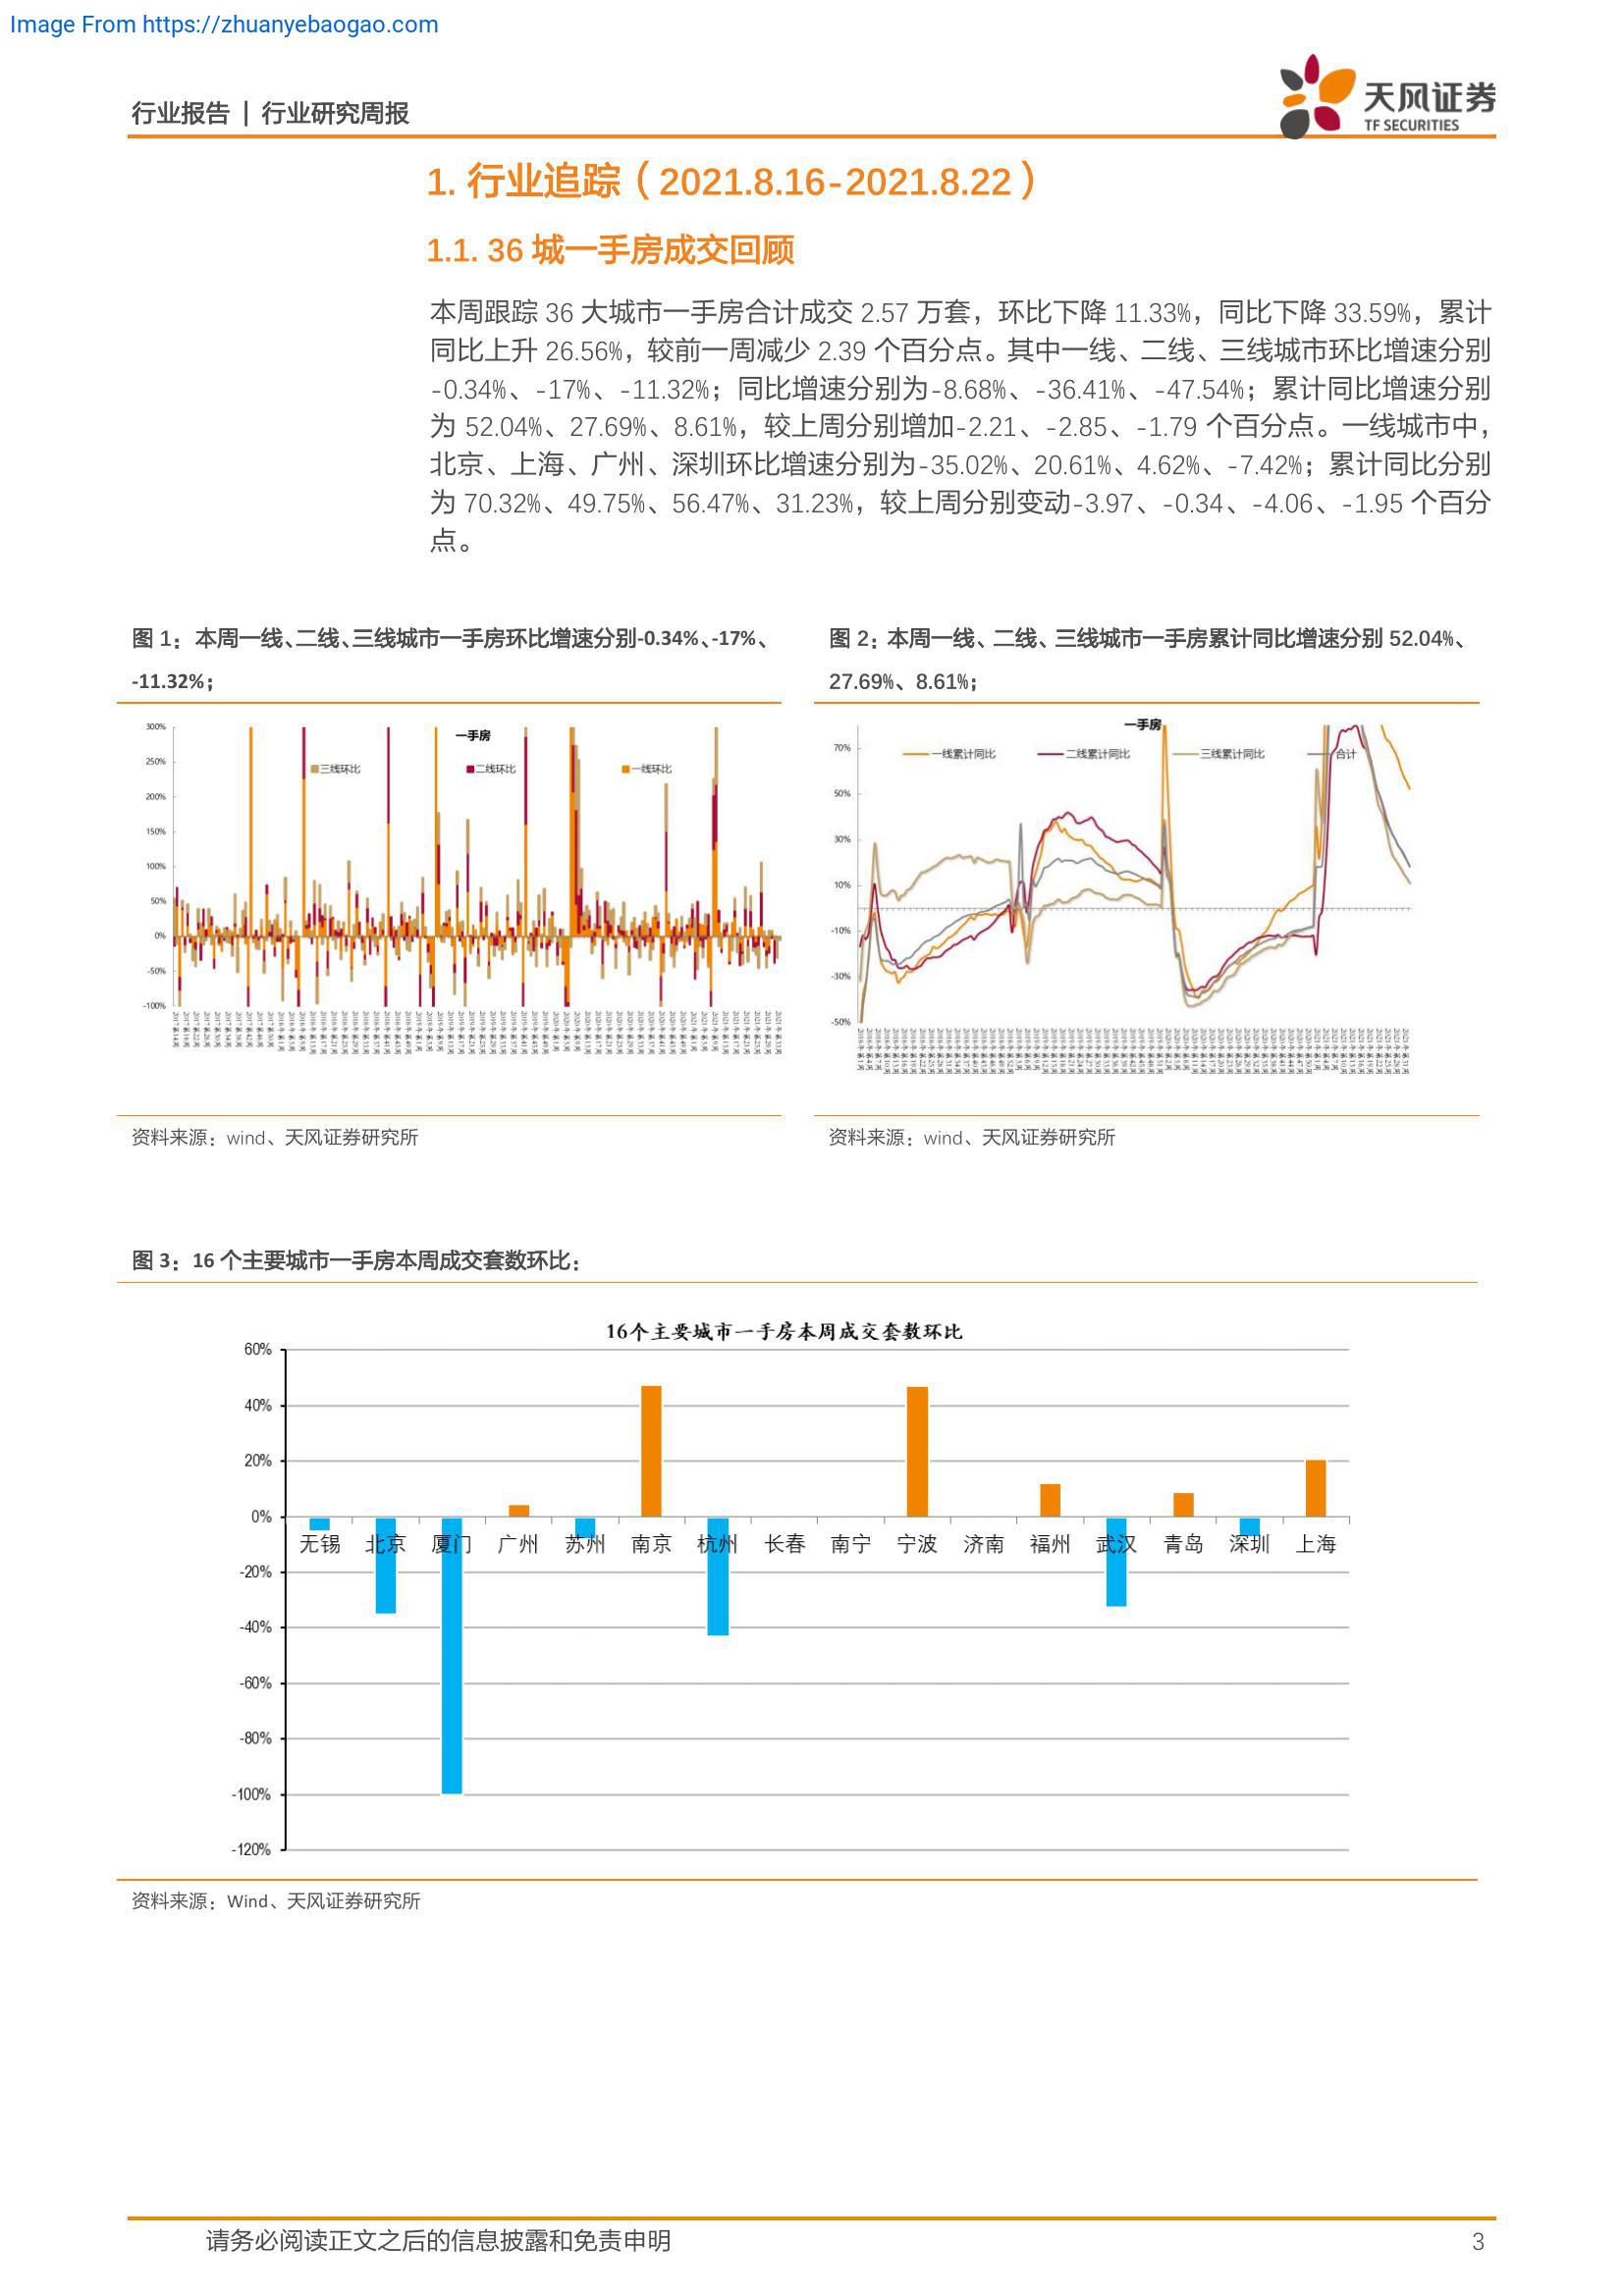 Image From https://zhuanyebaogao.com
行业报告 | 行业研究周报
天风证券
TF SECURITIES
1. 行业追踪（2021.8.16-2021.8.22）
1.1. 36 城一手房成交回顾
本周跟踪 36 大城市一手房合计成交 2.57 万套，环比下降 11.33%，同比下降 33.59%，累计
同比上升 26.56%，较前一周减少 2.39 个百分点。其中一线、二线、三线城市环比增速分别
-0.34%、-17%、-11.32%；同比增速分别为-8.68%、-36.41%、-47.54%；累计同比增速分别
为 52.04%、27.69%、8.61%，较上周分别增加-2.21、-2.85、-1.79 个百分点。一线城市中，
北京、上海、广州、深圳环比增速分别为-35.02%、20.61%、4.62%、-7.42%；累计同比分别
为 70.32%、49.75%、56.47%、31.23%，较上周分别变动-3.97、-0.34、-4.06、-1.95 个百分
点。
图 1：本周一线、二线、三线城市一手房环比增速分别-0.34%、-17%、
-11.32%；
一手房
三线环比 二线环比 一线环比
300%
250%
200%
150%
100%
50%
0%
-50%
-100%
资料来源：wind、天风证券研究所
图 2：本周一线、二线、三线城市一手房累计同比增速分别 52.04%、
27.69%、8.61%；
一手房
一线累计同比 二线累计同比 三线累计同比 合计
70%
50%
30%
10%
-10%
-30%
-50%
资料来源：wind、天风证券研究所
图 3：16 个主要城市一手房本周成交套数环比：
16个主要城市一手房本周成交套数环比
60%
40%
20%
0%
无锡 北京 厦门 广州 苏州 南京 杭州 长春 南宁 宁波 济南 福州 武汉 青岛 深圳 上海
-20%
-40%
-60%
-80%
-100%
-120%
资料来源：Wind、天风证券研究所
请务必阅读正文之后的信息披露和免责申明
3